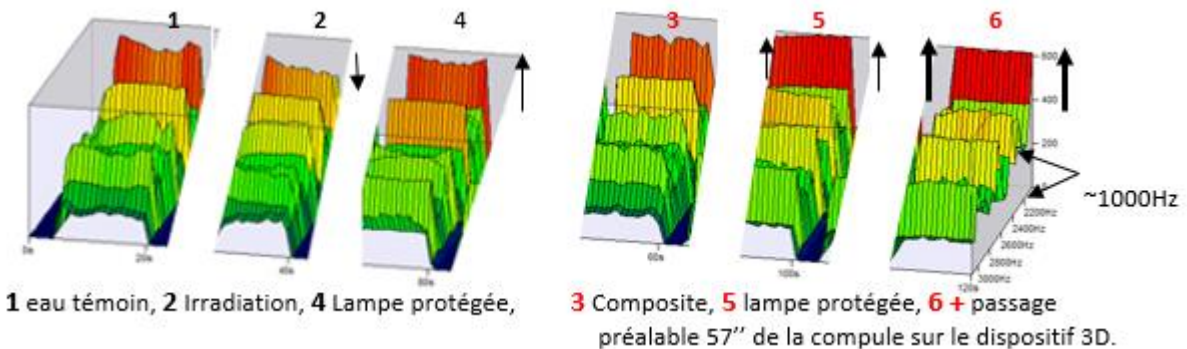 1 2 4 3 5 6
600
400
200
~1000Hz
2200Hz
2400Hz
2600Hz
2800Hz
3000Hz
0s 20s 40s 80s 60s 100s 120s
1 eau témoin, 2 Irradiation, 4 Lampe protégée,
3 Composite, 5 lampe protégée, 6 + passage
préalable 57’’ de la compule sur le dispositif 3D.